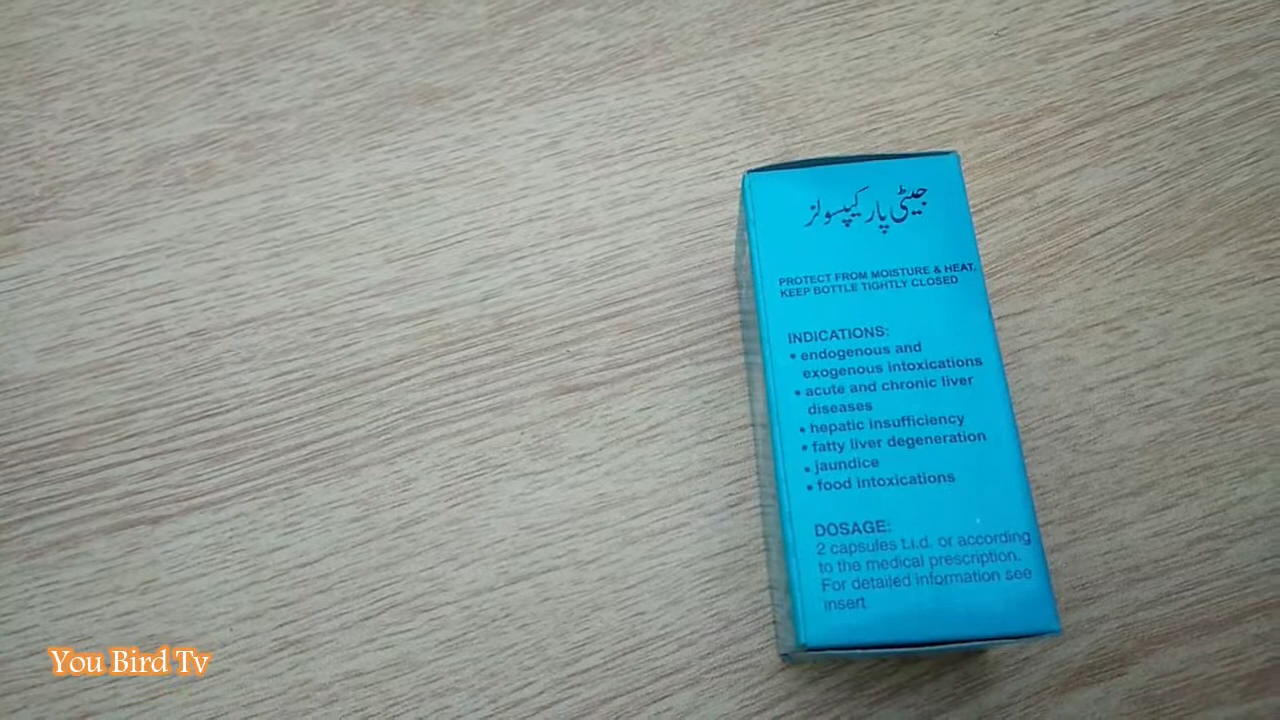 جیٹی پار کیپسولز
PROTECT FROM MOISTURE & HEAT,
KEEP BOTTLE TIGHTLY CLOSED
INDICATIONS:
• endogenous and
exogenous intoxications
• acute and chronic liver
diseases
• hepatic insufficiency
• fatty liver degeneration
• jaundice
• food intoxications
DOSAGE:
2 capsules t.i.d. or according
to the medical prescription.
For detailed information see
insert
You Bird Tv